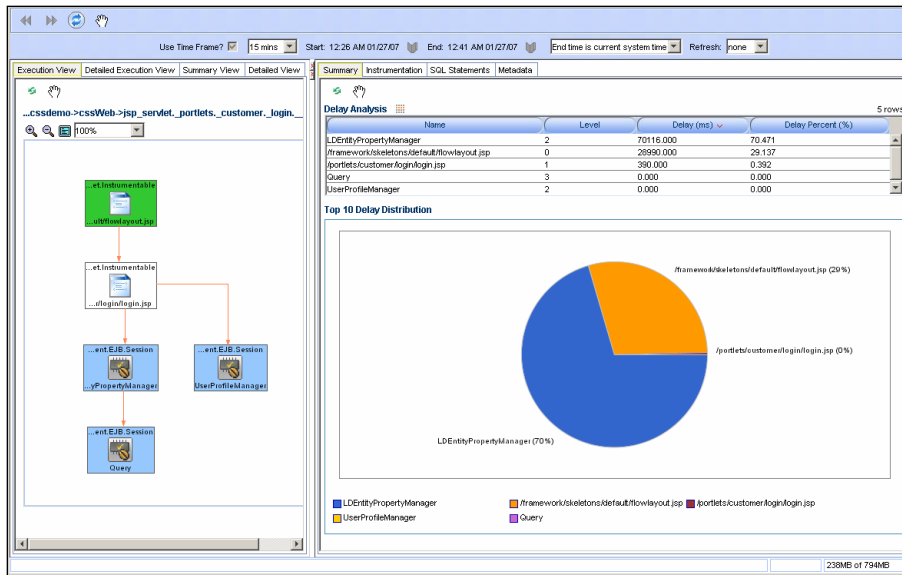 Use Time Frame? 15 mins Start: 12:26 AM 01/27/07 End: 12:41 AM 01/27/07 End time is current system time Refresh: none
Execution View Detailed Execution View Summary View Detailed View
...cssdemo->cssWeb->jsp_servlet._portlets._customer._login.__
100%
...et.Instrumentable
...ult/flowlayout.jsp
...et.Instrumentable
...r/login/login.jsp
...ent.EJB.Session
...yPropertyManager
...ent.EJB.Session
UserProfileManager
...ent.EJB.Session
Query
Summary Instrumentation SQL Statements Metadata
Delay Analysis 5 rows
Name Level Delay (ms) Delay Percent (%)
LDEntityPropertyManager 2 70116.000 70.471
/framework/skeletons/default/flowlayout.jsp 0 28990.000 29.137
/portlets/customer/login/login.jsp 1 390.000 0.392
Query 3 0.000 0.000
UserProfileManager 2 0.000 0.000
Top 10 Delay Distribution
/framework/skeletons/default/flowlayout.jsp (29%)
/portlets/customer/login/login.jsp (0%)
LDEntityPropertyManager (70%)
LDEntityPropertyManager /framework/skeletons/default/flowlayout.jsp /portlets/customer/login/login.jsp
UserProfileManager Query
238MB of 794MB